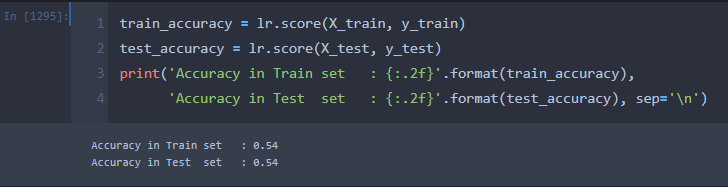 In [1295]:
1 train_accuracy = lr.score(X_train, y_train)
2 test_accuracy = lr.score(X_test, y_test)
3 print('Accuracy in Train set   : {:.2f}'.format(train_accuracy),
4       'Accuracy in Test  set   : {:.2f}'.format(test_accuracy), sep='\n')
Accuracy in Train set   : 0.54
Accuracy in Test  set   : 0.54